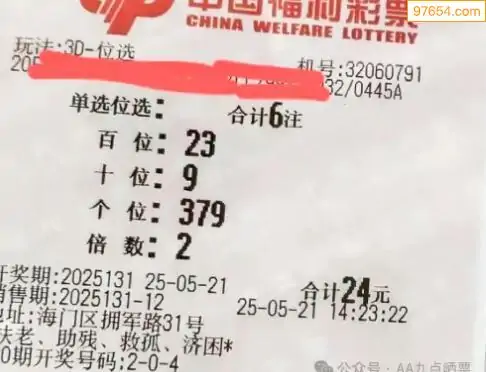 97654.com
中国福利彩票
CHINA WELFARE LOTTERY
玩法:3D-位选
机号:32060791
32/0445A
单选位选: 合计6注
百位: 23
十位: 9
个位: 379
倍数: 2
开奖期:2025131 25-05-21 合计24元
销售期:2025131-12 25-05-21 14:23:22
地址:海门区拥军路31号
扶老、助残、救孤、济困*
0期开奖号码:2-0-4
公众号·AA九点晒票